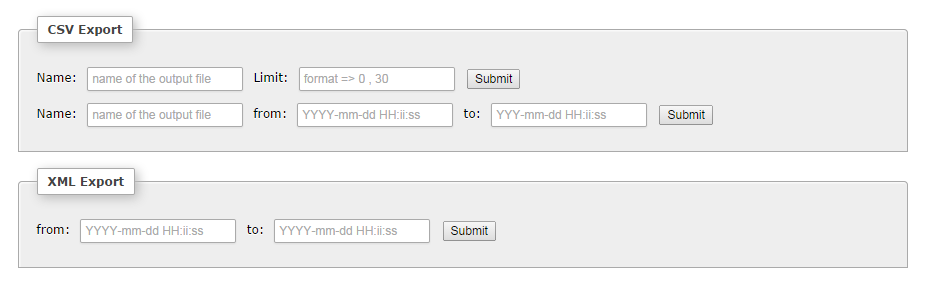 CSV Export
Name: name of the output file Limit: format => 0 , 30 Submit
Name: name of the output file from: YYYY-mm-dd HH:ii:ss to: YYY-mm-dd HH:ii:ss Submit
XML Export
from: YYYY-mm-dd HH:ii:ss to: YYYY-mm-dd HH:ii:ss Submit